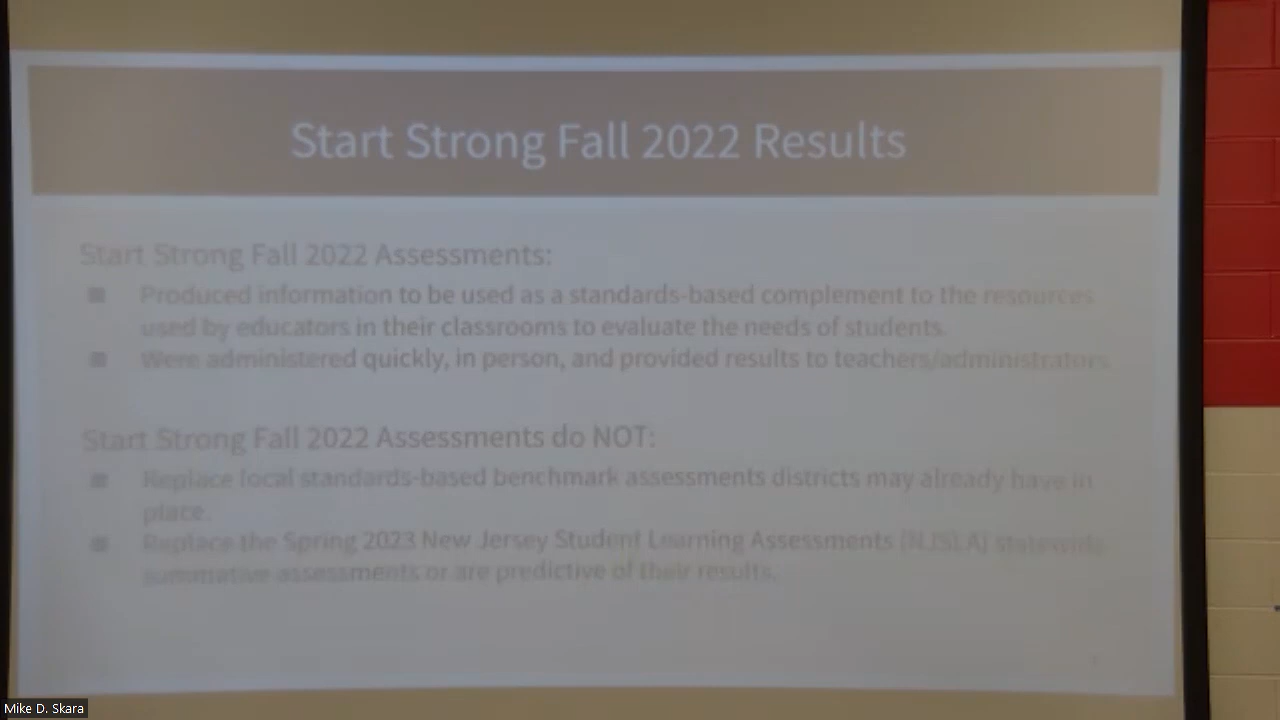 Start Strong Fall 2022 Results
Start Strong Fall 2022 Assessments:
■ Produced information to be used as a standards-based complement to the resources
used by educators in their classrooms to evaluate the needs of students.
■ Were administered quickly, in person, and provided results to teachers/administrators.
Start Strong Fall 2022 Assessments do NOT:
■ Replace local standards-based benchmark assessments districts may already have in
place.
■ Replace the Spring 2023 New Jersey Student Learning Assessments (NJSLA) statewide
summative assessments or are predictive of their results.
Mike D. Skara